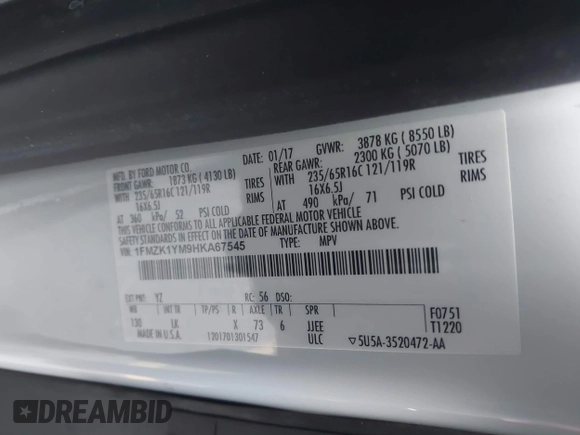 MFD. BY FORD MOTOR CO.
01/17 GVWR: 3878 KG ( 8550 LB)
FRONT GAWR: 1873 KG ( 4130 LB) REAR GAWR: 2300 KG ( 5070 LB)
WITH 235/65R16C 121/119R TIRES WITH 235/65R16C 121/119R TIRES
16X6.5J RIMS 16X6.5J RIMS
AT 360 kPa/ 52 PSI COLD AT 490 kPa/ 71 PSI COLD
THIS VEHICLE CONFORMS TO ALL APPLICABLE FEDERAL MOTOR VEHICLE
SAFETY STANDARDS IN EFFECT ON THE DATE OF MANUFACTURE SHOWN ABOVE.
VIN: 1FMZK1YM9HKA67545 TYPE: MPV
EXT PNT: YZ RC: 56 DSO: F0751
WB TP/PS R AXLE TR SPR T1220
130 LK X 73 6 JJEE
MADE IN U.S.A. 1201701301547 ULC ▽5U5A-3520472-AA
DREAMBID